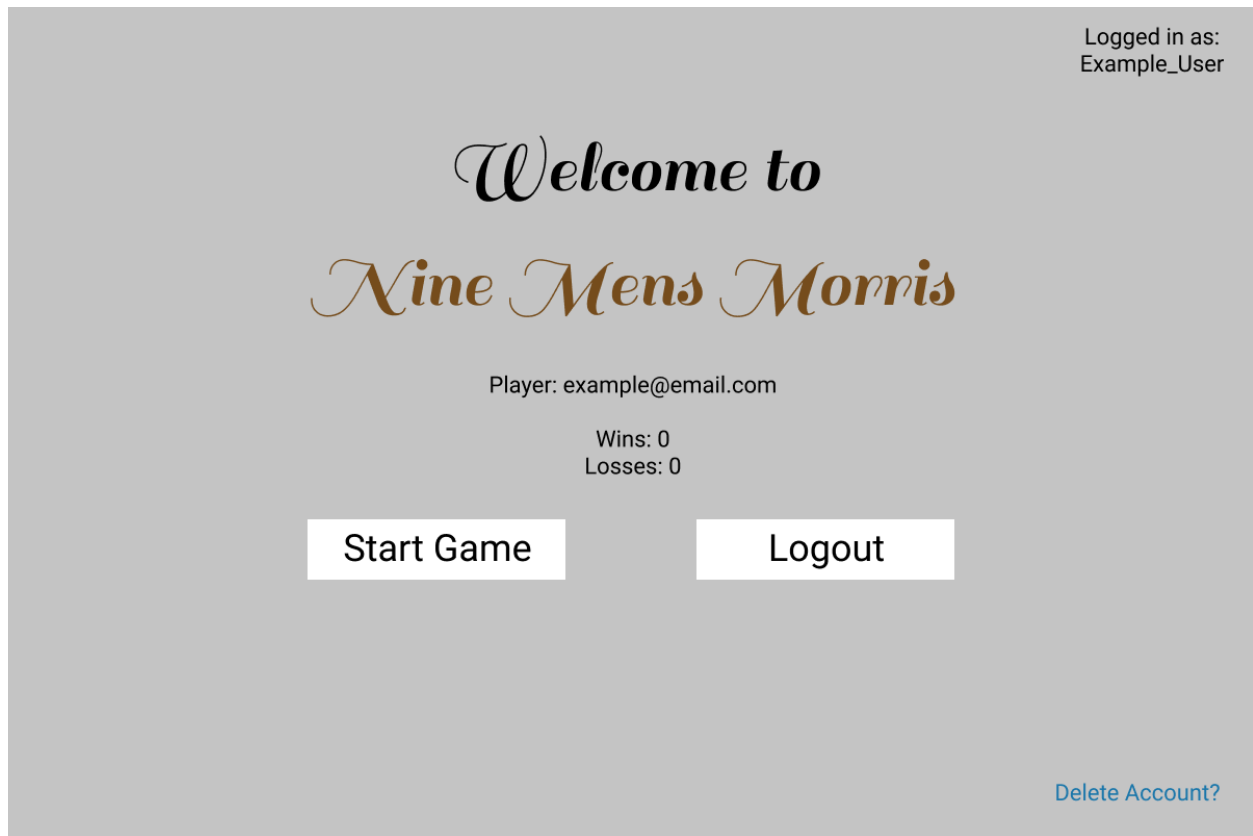 Logged in as:
Example_User
Welcome to
Nine Mens Morris
Player: example@email.com
Wins: 0
Losses: 0
Start Game
Logout
Delete Account?